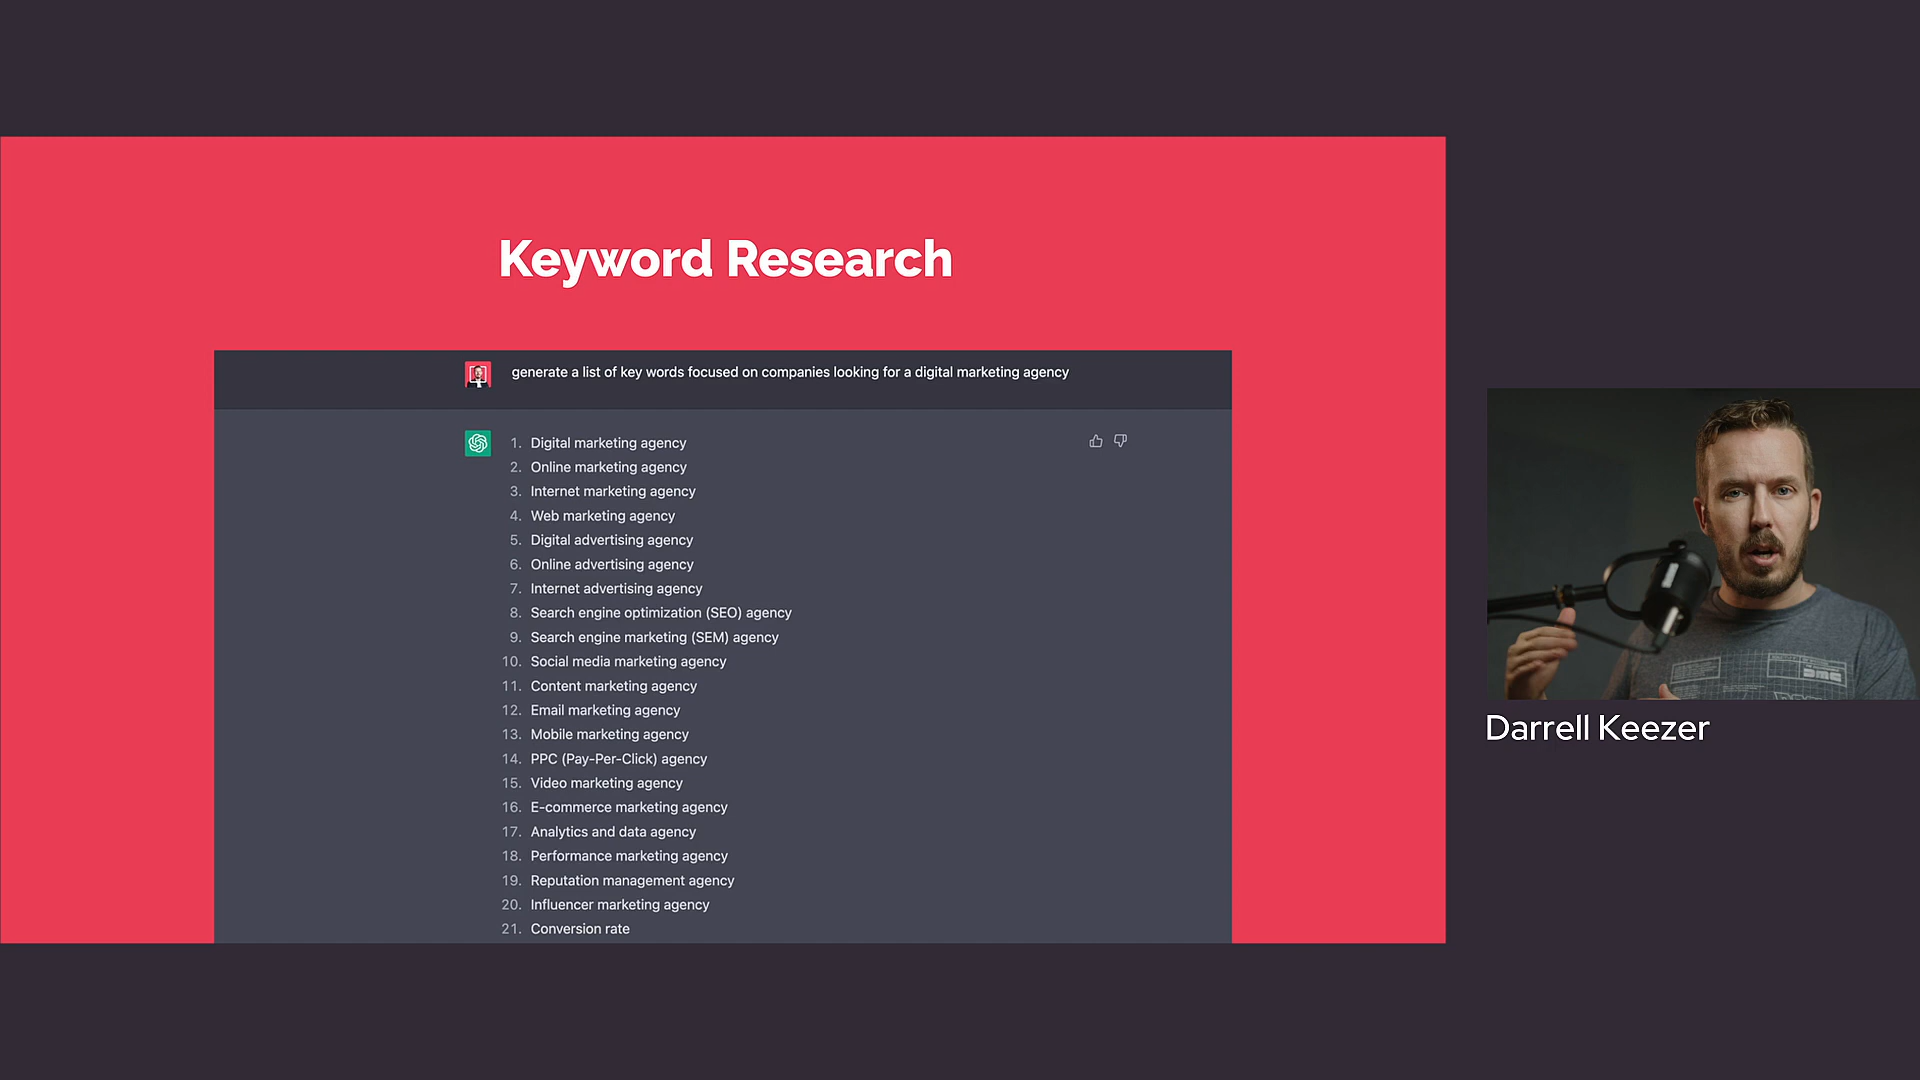 Keyword Research
generate a list of key words focused on companies looking for a digital marketing agency
1. Digital marketing agency
2. Online marketing agency
3. Internet marketing agency
4. Web marketing agency
5. Digital advertising agency
6. Online advertising agency
7. Internet advertising agency
8. Search engine optimization (SEO) agency
9. Search engine marketing (SEM) agency
10. Social media marketing agency
11. Content marketing agency
12. Email marketing agency
13. Mobile marketing agency
14. PPC (Pay-Per-Click) agency
15. Video marketing agency
16. E-commerce marketing agency
17. Analytics and data agency
18. Performance marketing agency
19. Reputation management agency
20. Influencer marketing agency
21. Conversion rate
Darrell Keezer